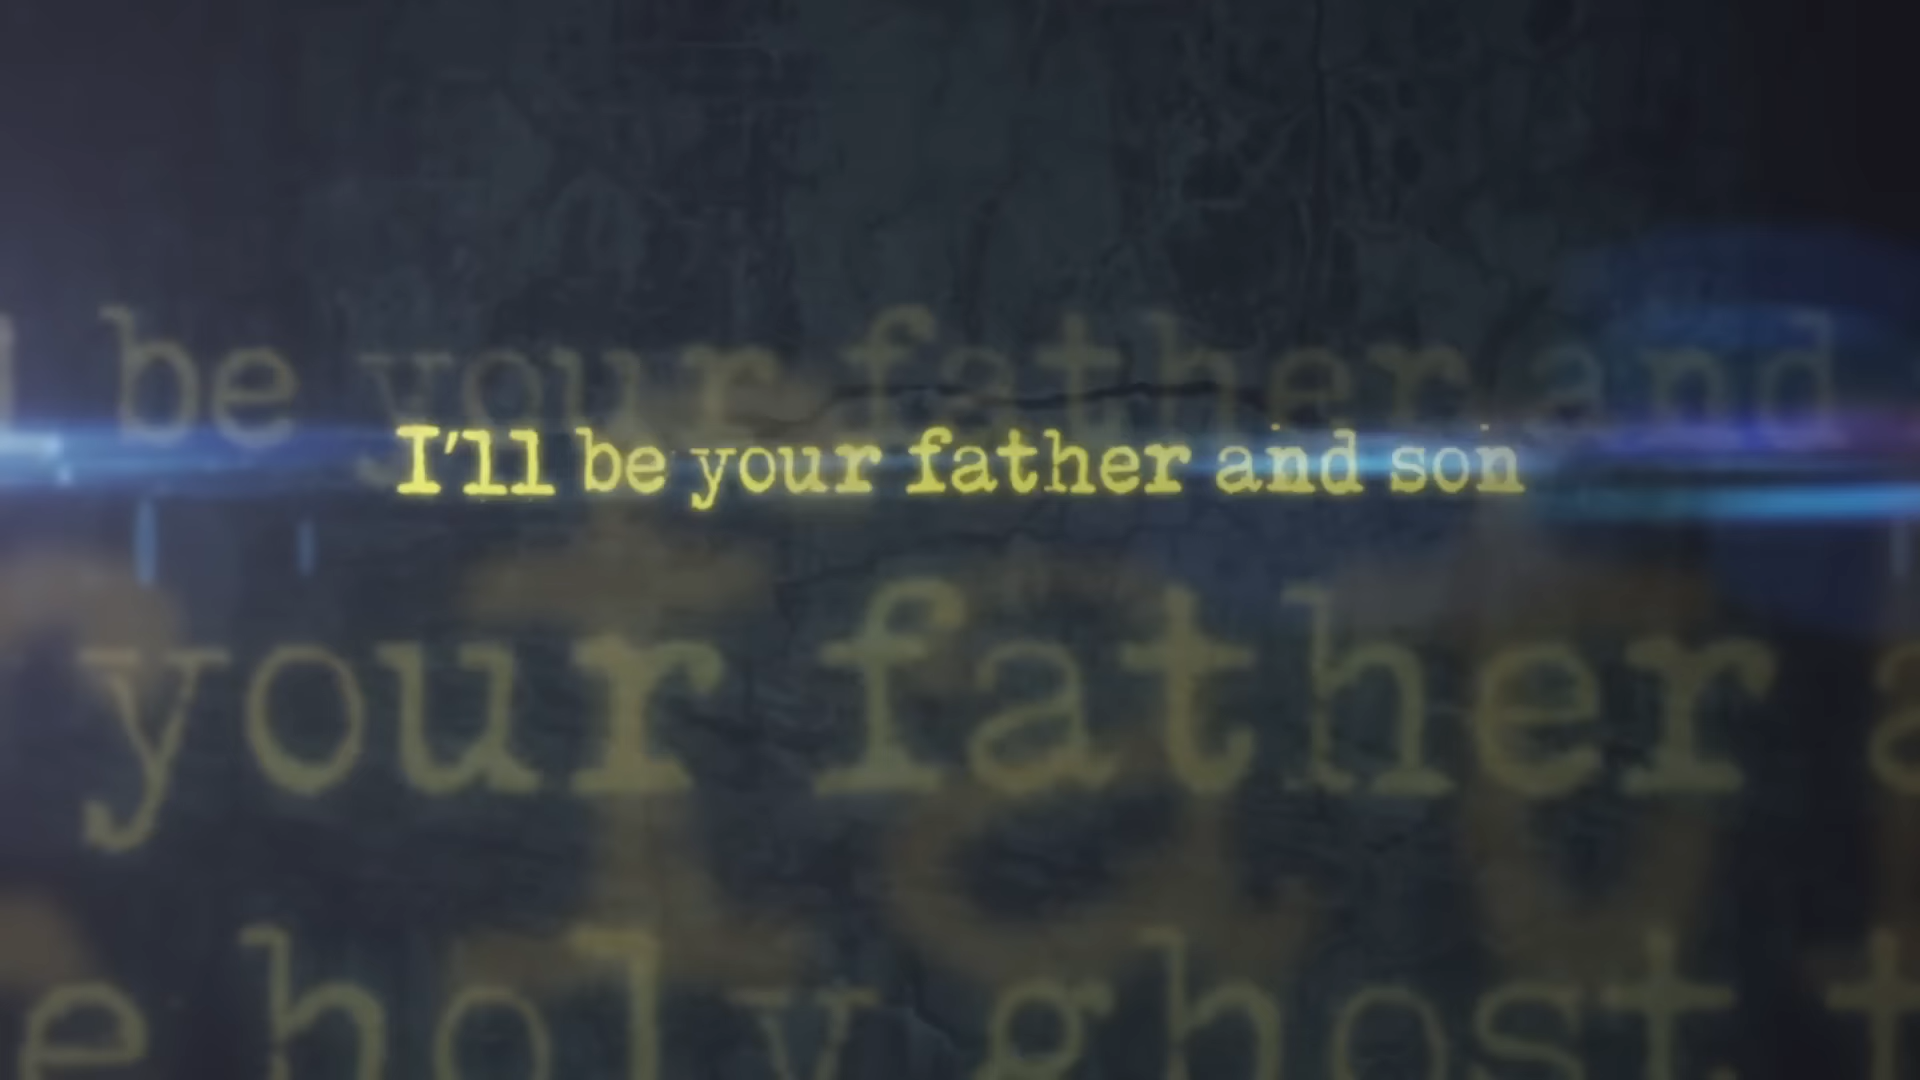 be your father and
I'll be your father and son
your father a
e holy ghost t